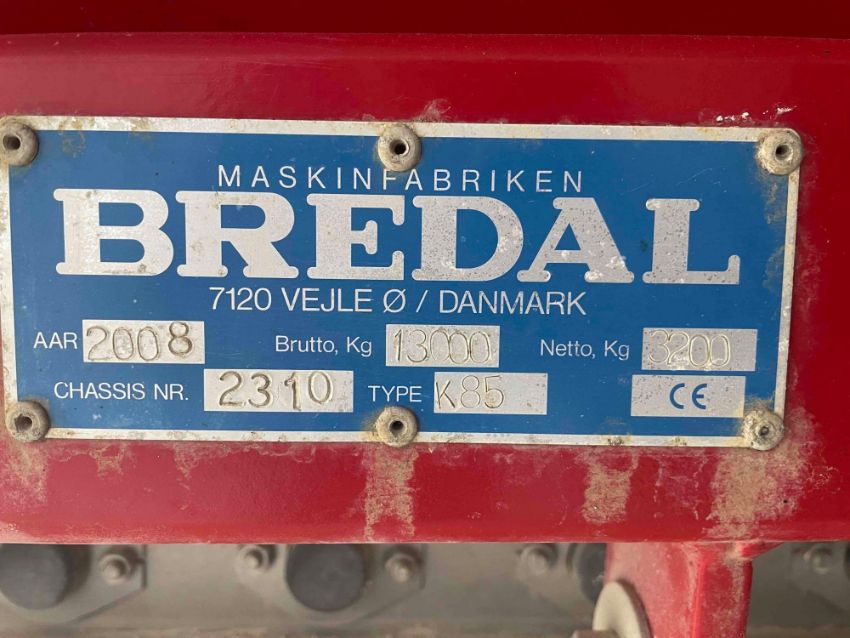 MASKINFABRIKEN
BREDAL
7120 VEJLE Ø / DANMARK
AAR 2008 Brutto, Kg 13000 Netto, Kg 3200
CHASSIS NR. 2310 TYPE K85 CE